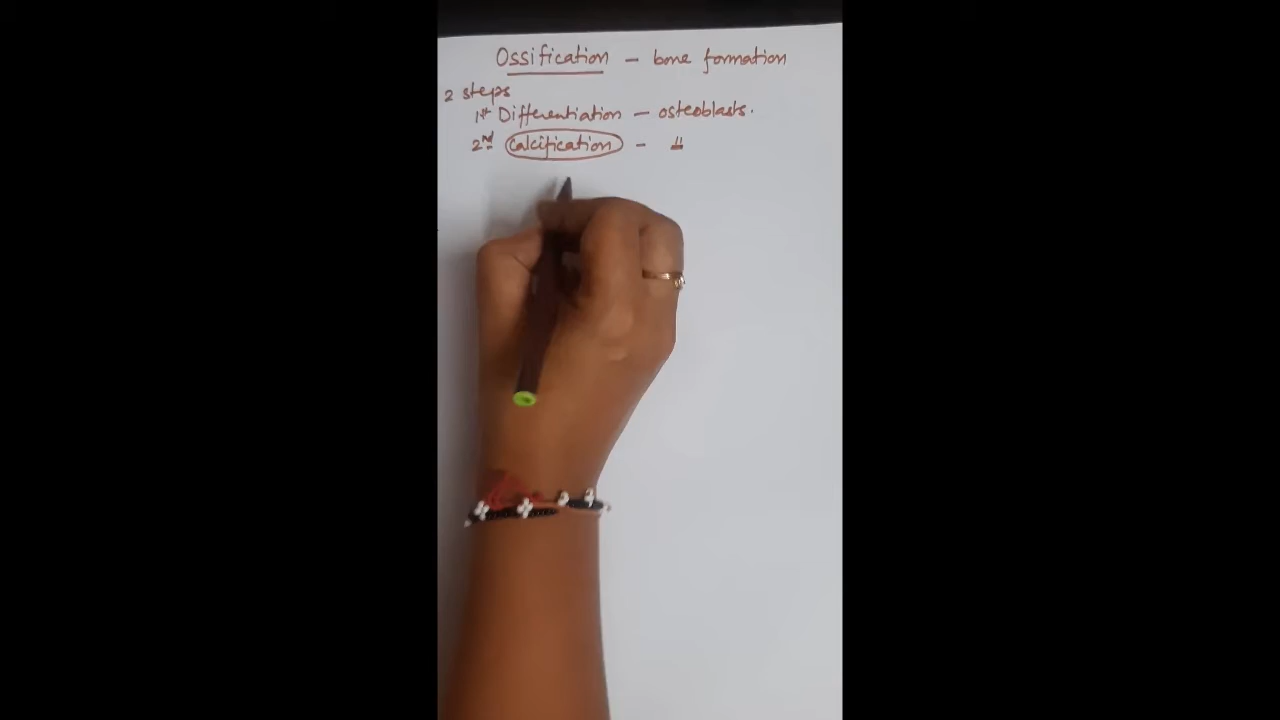 Ossification - bone formation
2 steps
1st Differentiation - osteoblasts.
2nd Calcification - "